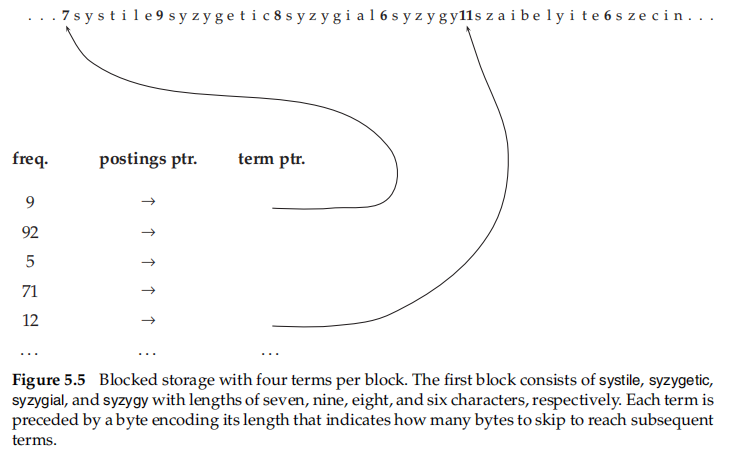 . . . 7 s y s t i l e 9 s y z y g e t i c 8 s y z y g i a l 6 s y z y g y 11 s z a i b e l y i t e 6 s z e c i n . . .
freq. postings ptr. term ptr.
9 →
92 →
5 →
71 →
12 →
. . . . . . . . .
Figure 5.5 Blocked storage with four terms per block. The first block consists of systile, syzygetic,
syzygial, and syzygy with lengths of seven, nine, eight, and six characters, respectively. Each term is
preceded by a byte encoding its length that indicates how many bytes to skip to reach subsequent
terms.